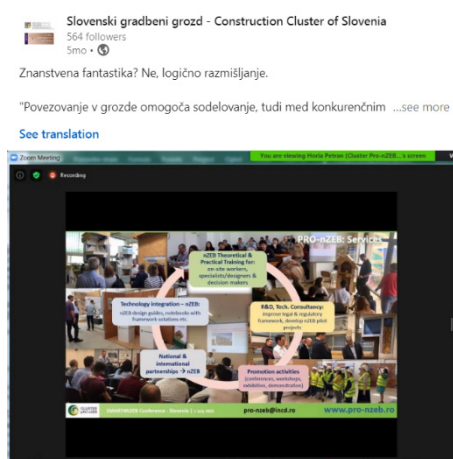 Slovenski gradbeni grozd - Construction Cluster of Slovenia
564 followers
5mo •
Znanstvena fantastika? Ne, logično razmišljanje.
"Povezovanje v grozde omogoča sodelovanje, tudi med konkurenčnim ...see more
See translation
Zoom Meeting
You are viewing Horia Petran (Cluster Pro-nZEB... s screen
Recording
PRO-nZEB: Services
nZEB Theoretical &
Practical Training for:
on-site workers,
specialists/designers &
decision makers
Technology integration – nZEB:
nZEB design guides, notebooks with
framework solutions etc.
R&D, Tech. Consultancy:
improve legal & regulatory
framework, develop nZEB pilot
projects
National &
international
partnerships → nZEB
Promotion activities
(conferences, workshops,
exhibition, demonstration)
CLUSTER
pro-nzeb@incd.ro
www.pro-nzeb.ro